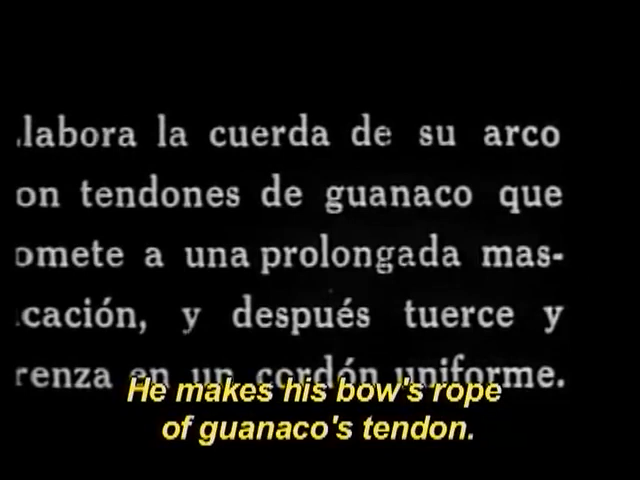 labora la cuerda de su arco
on tendones de guanaco que
omete a una prolongada mas-
cación, y después tuerce y
renza en un cordón uniforme.
He makes his bow's rope
of guanaco's tendon.